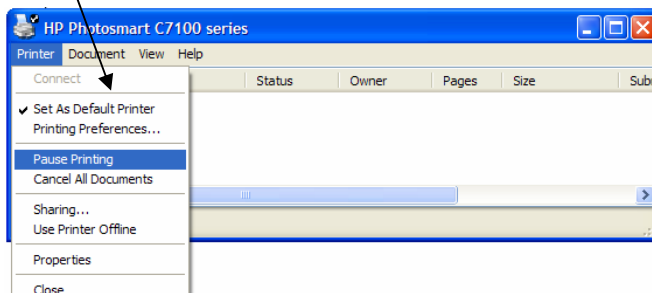 HP Photosmart C7100 series
Printer Document View Help
Connect
Status Owner Pages Size Sub
Set As Default Printer
Printing Preferences...
Pause Printing
Cancel All Documents
Sharing...
Use Printer Offline
Properties
Close